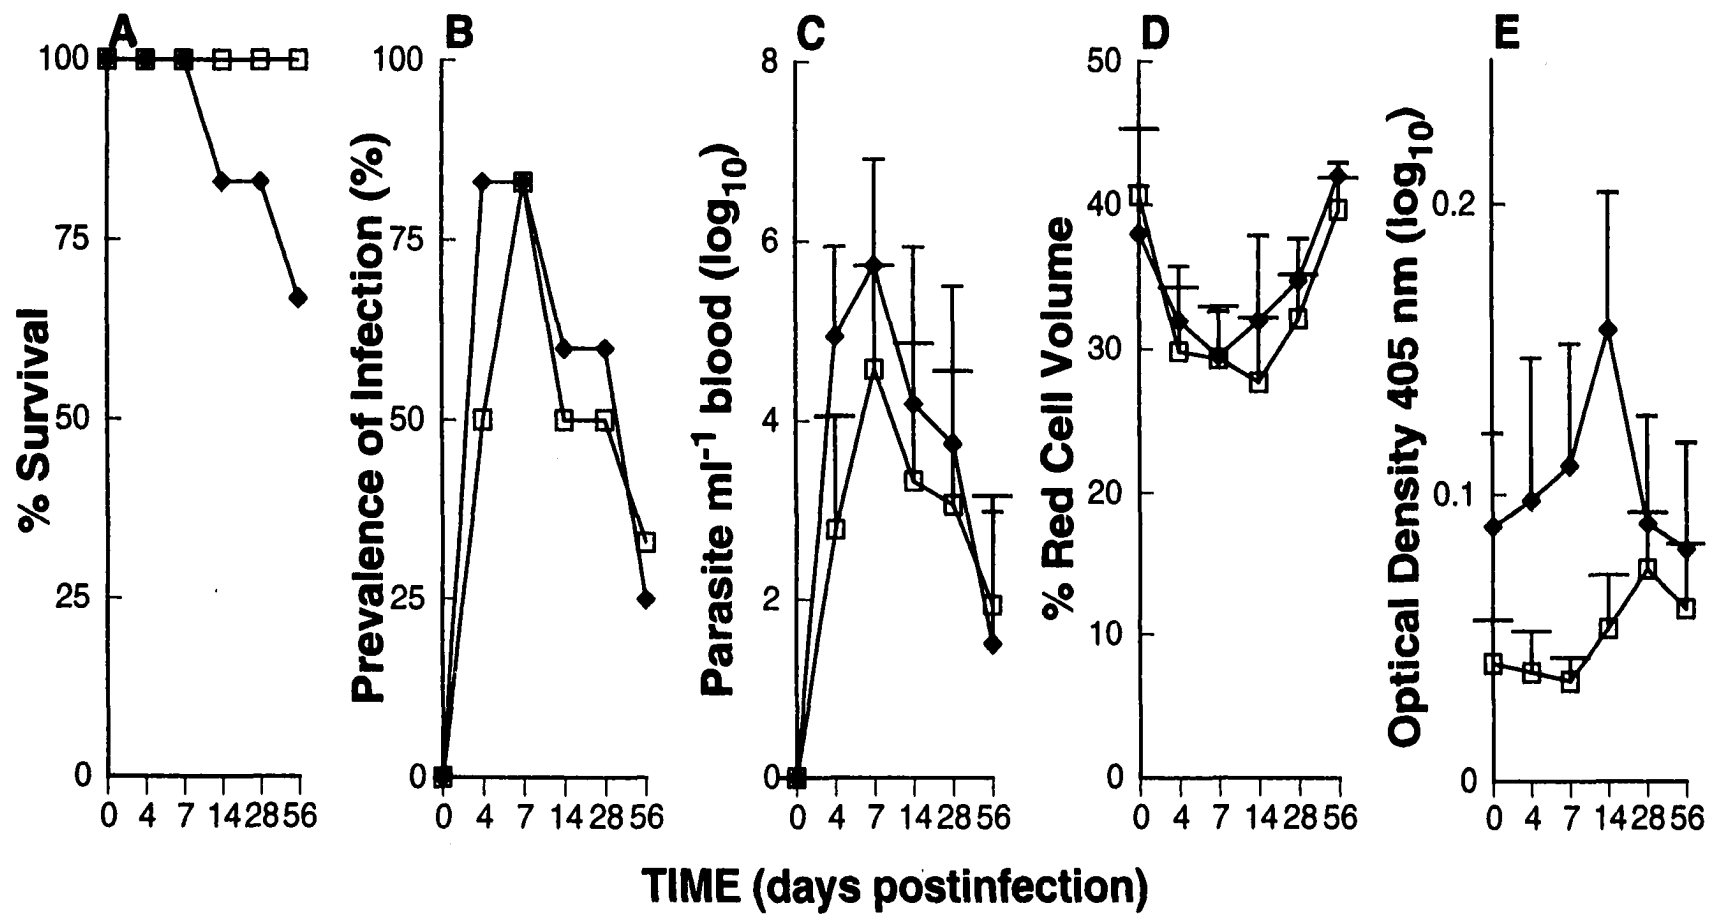 A
% Survival
100
75
50
25
0
0 4 7 14 28 56
B
Prevalence of Infection (%)
100
75
50
25
0
0 4 7 14 28 56
C
Parasite ml⁻¹ blood (log₁₀)
8
6
4
2
0
0 4 7 14 28 56
D
% Red Cell Volume
50
40
30
20
10
0
0 4 7 14 28 56
E
Optical Density 405 nm (log₁₀)
0.2
0.1
0
0 4 7 14 28 56
TIME (days postinfection)